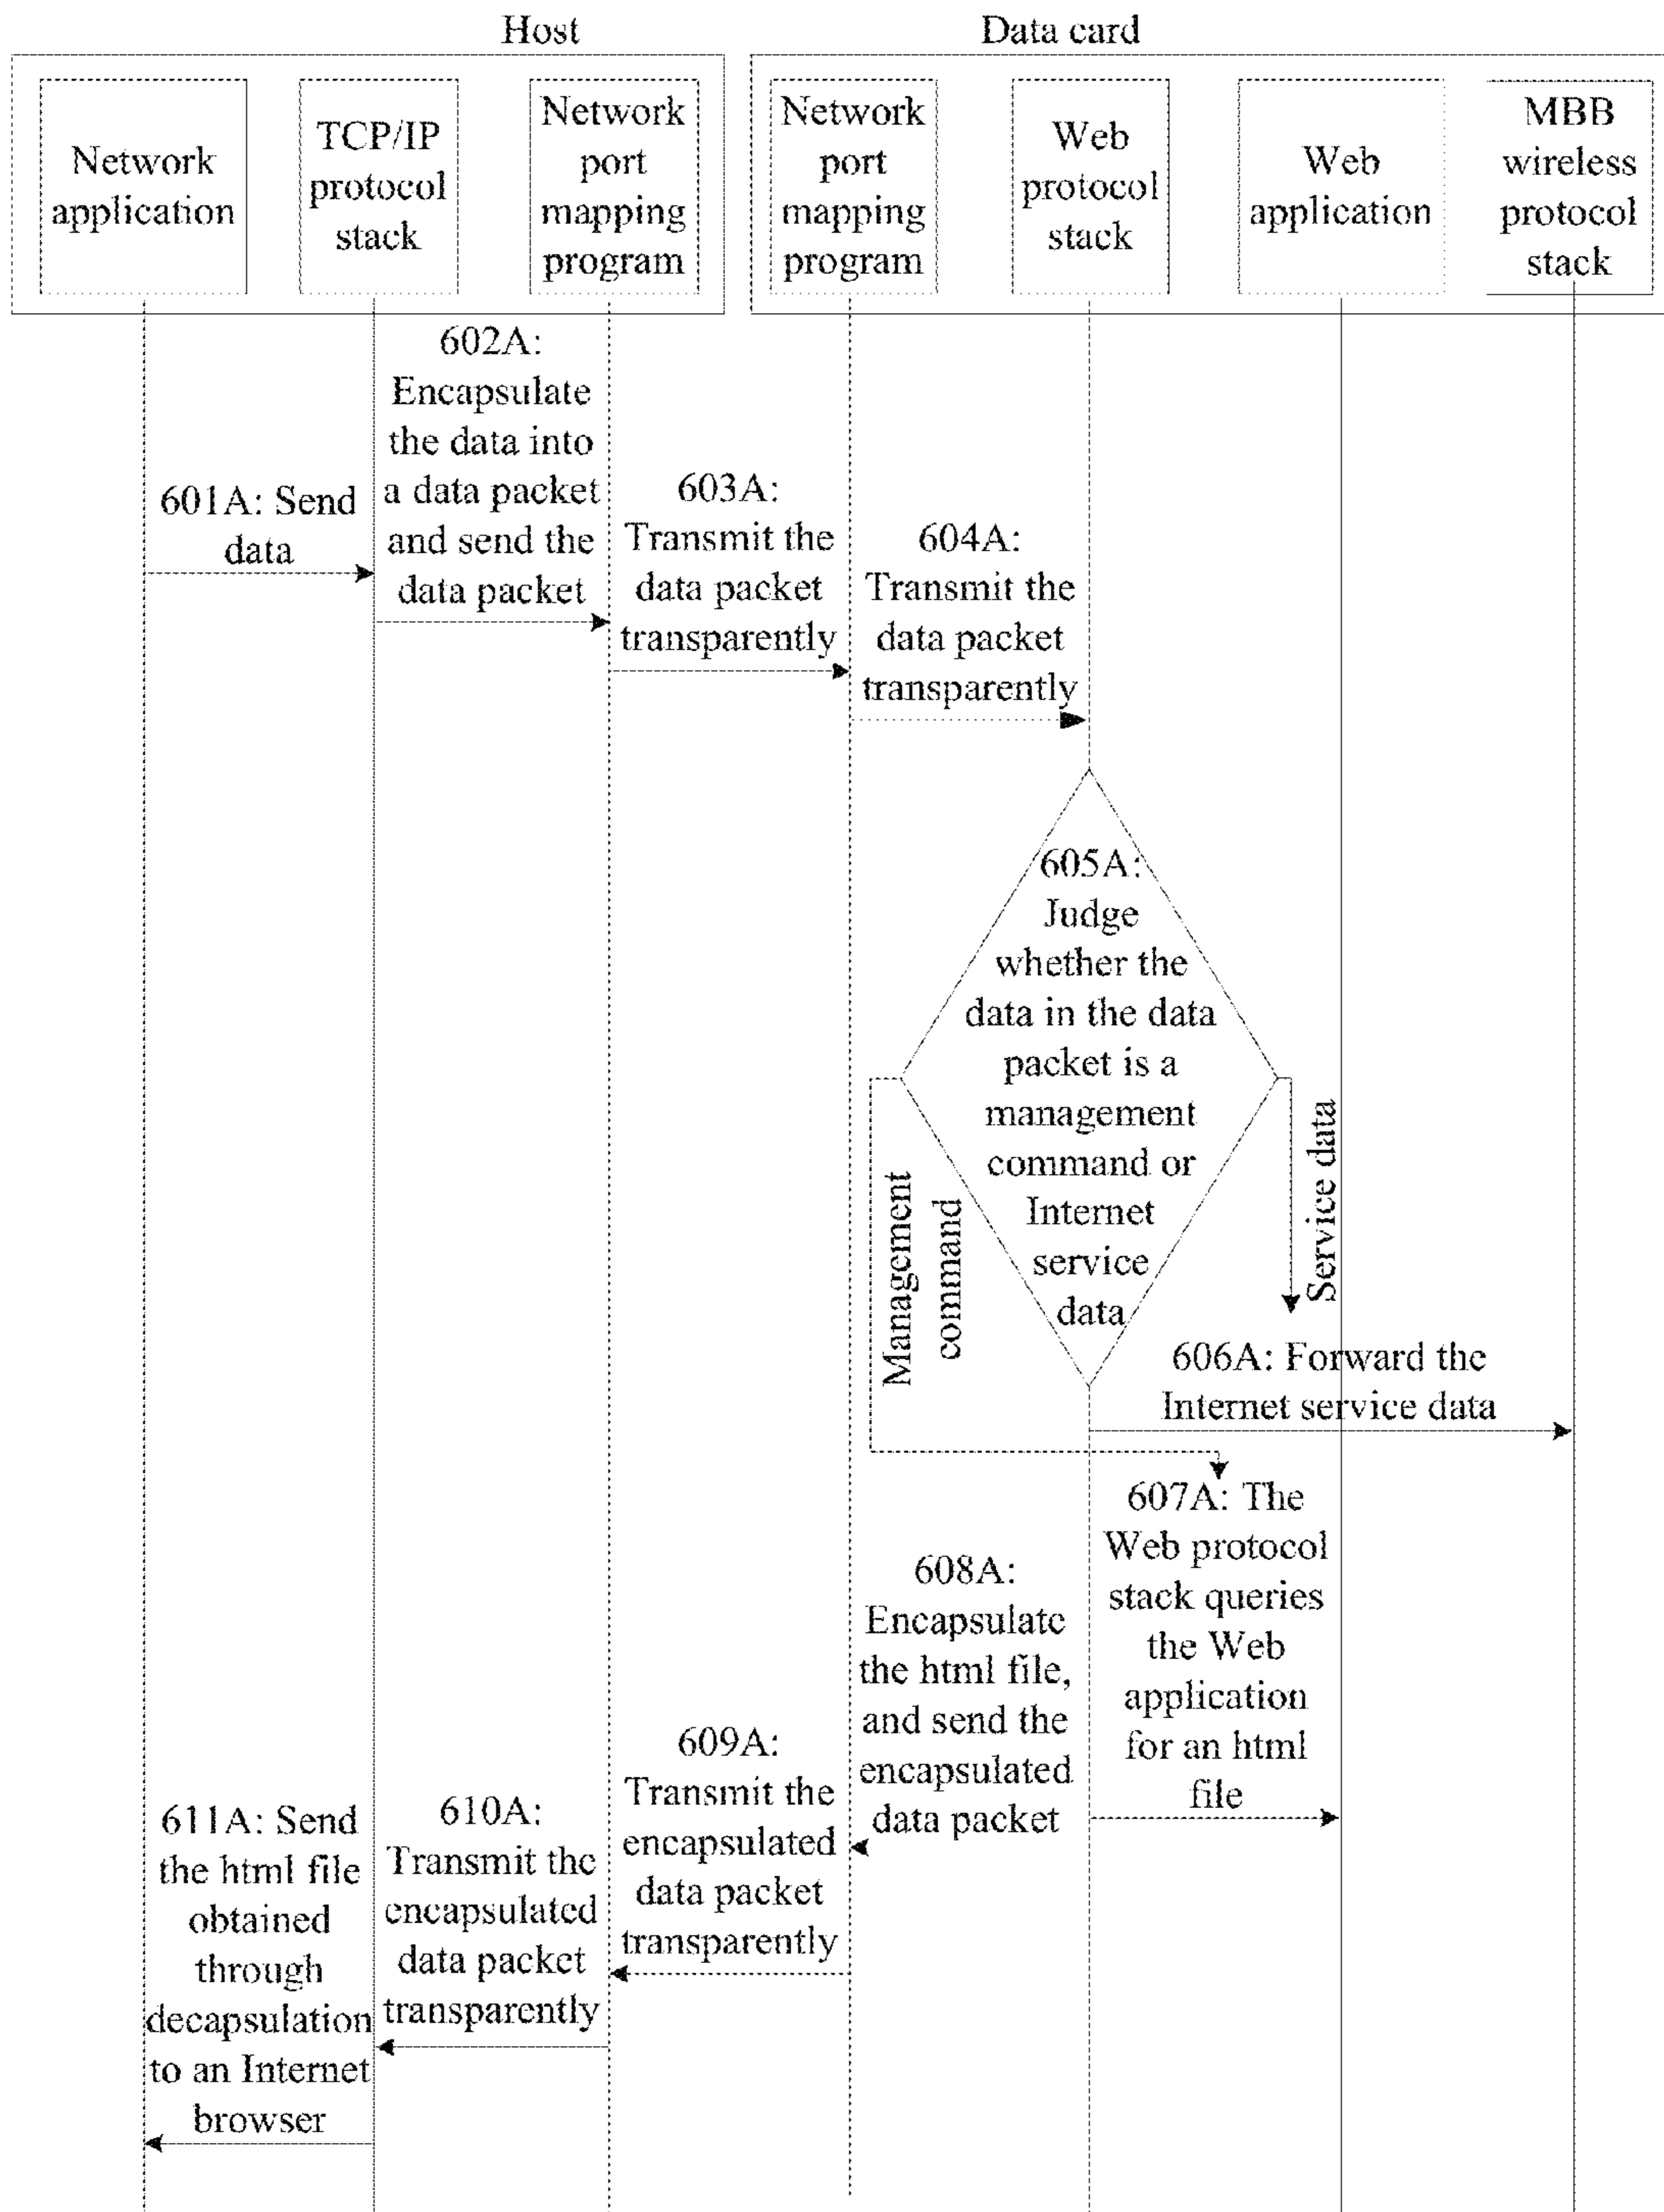 Host
Data card
Network
application
TCP/IP
protocol
stack
Network
port
mapping
program
Network
port
mapping
program
Web
protocol
stack
Web
application
MBB
wireless
protocol
stack
601A: Send
data
602A:
Encapsulate
the data into
a data packet
and send the
data packet
603A:
Transmit the
data packet
transparently
604A:
Transmit the
data packet
transparently
605A:
Judge
whether the
data in the data
packet is a
management
command or
Internet
service
data
Management
command
Service data
606A: Forward the
Internet service data
607A: The
Web protocol
stack queries
the Web
application
for an html
file
608A:
Encapsulate
the html file,
and send the
encapsulated
data packet
609A:
Transmit the
encapsulated
data packet
transparently
610A:
Transmit the
encapsulated
data packet
transparently
611A: Send
the html file
obtained
through
decapsulation
to an Internet
browser